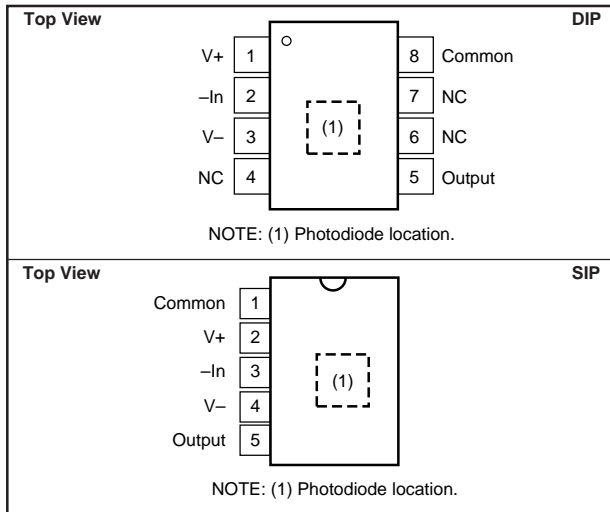 Top View DIP
V+ 1 8 Common
–In 2 7 NC
(1)
V– 3 6 NC
NC 4 5 Output
NOTE: (1) Photodiode location.
Top View SIP
Common 1
V+ 2
–In 3
(1)
V– 4
Output 5
NOTE: (1) Photodiode location.